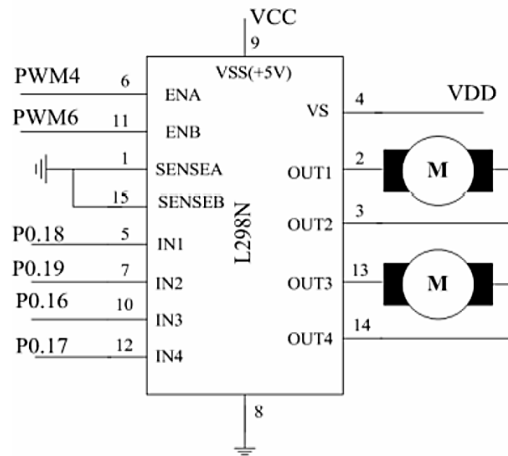 VCC
9
VSS(+5V)
PWM4 6 ENA
VS 4 VDD
PWM6 11 ENB
1 SENSEA
OUT1 2 M
15 SENSEB
OUT2 3
L298N
P0.18 5 IN1
P0.19 7 IN2
OUT3 13 M
P0.16 10 IN3
OUT4 14
P0.17 12 IN4
8